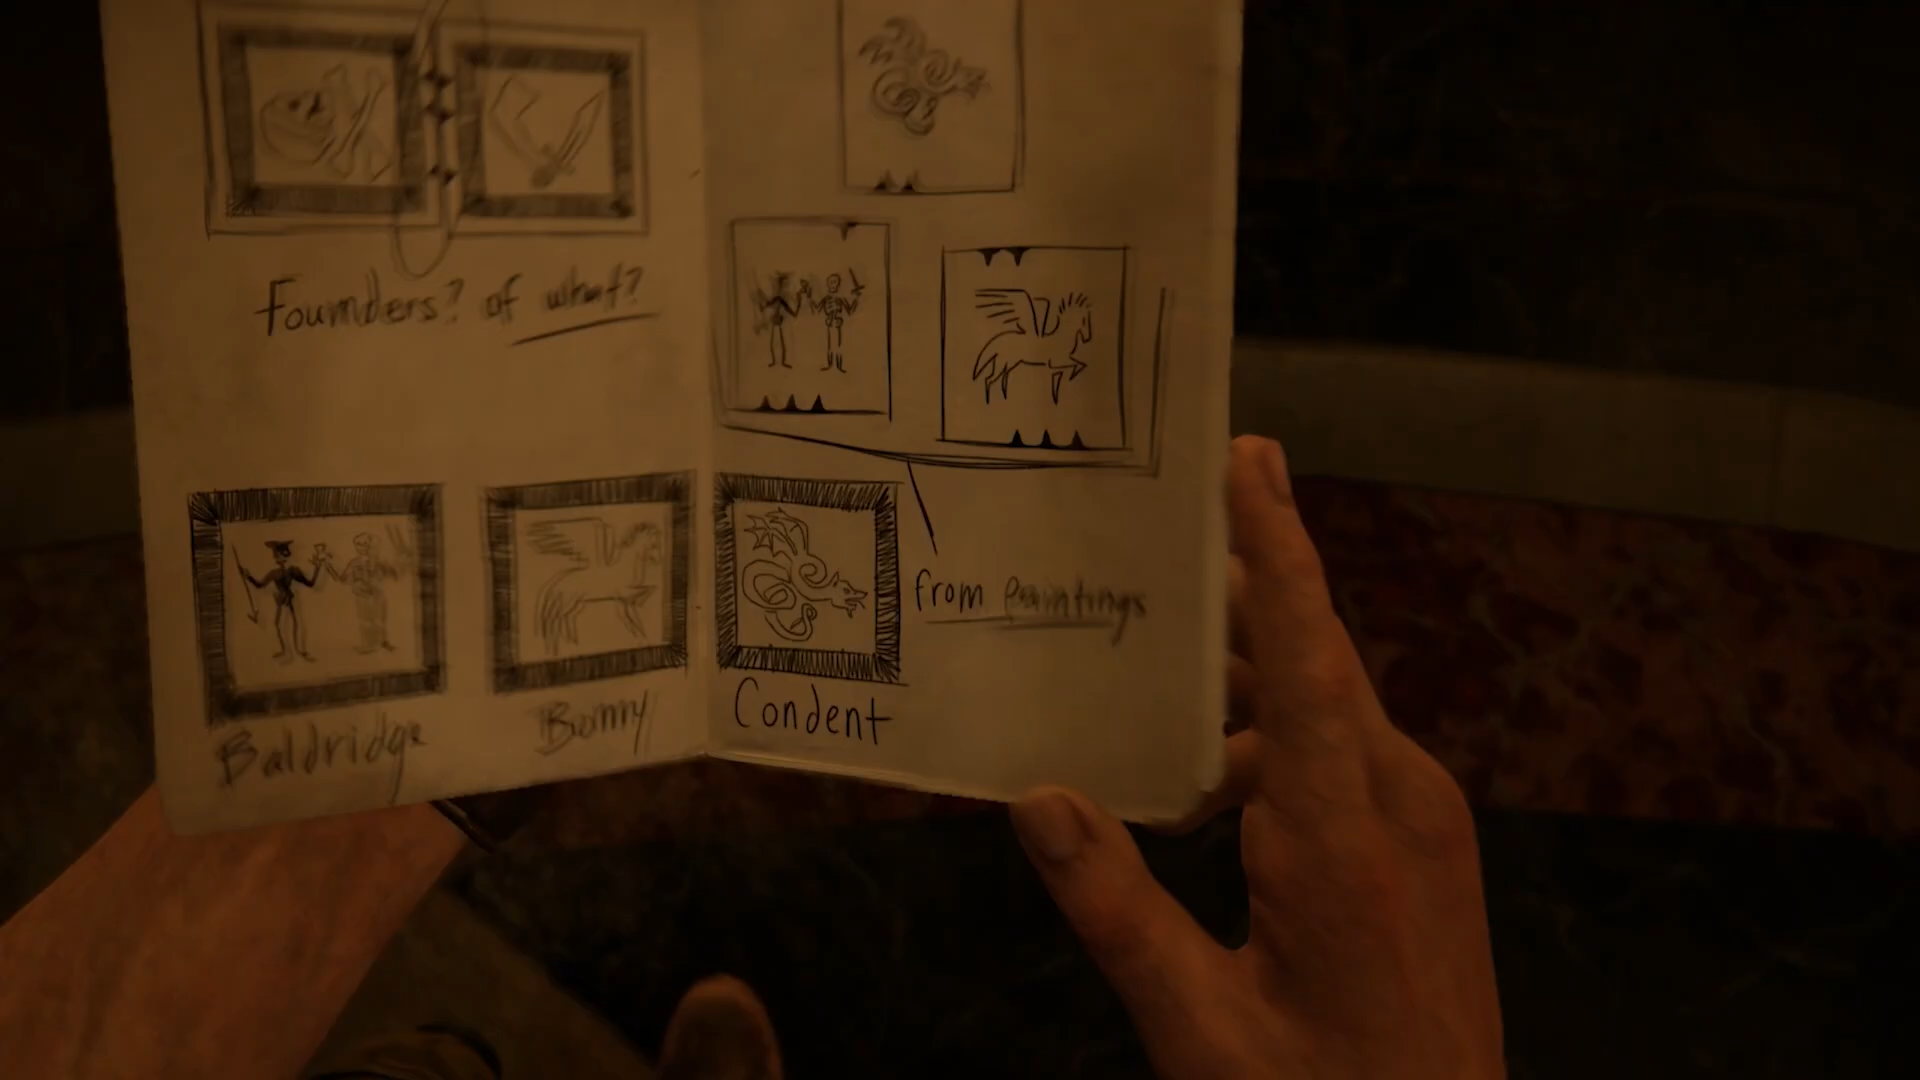 Founders? of what?
from paintings
Baldridge
Bonny
Condent